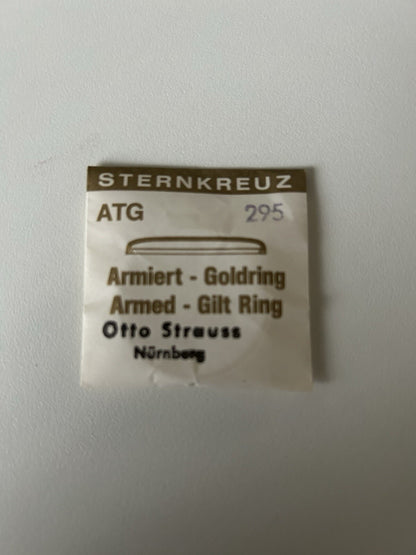 STERNKREUZ
ATG 295
Armiert - Goldring
Armed - Gilt Ring
Otto Strauss
Nürnberg